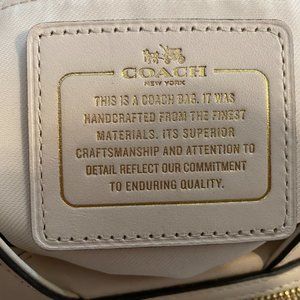 COACH
NEW YORK
THIS IS A COACH BAG. IT WAS
HANDCRAFTED FROM THE FINEST
MATERIALS. ITS SUPERIOR
CRAFTSMANSHIP AND ATTENTION TO
DETAIL REFLECT OUR COMMITMENT
TO ENDURING QUALITY.